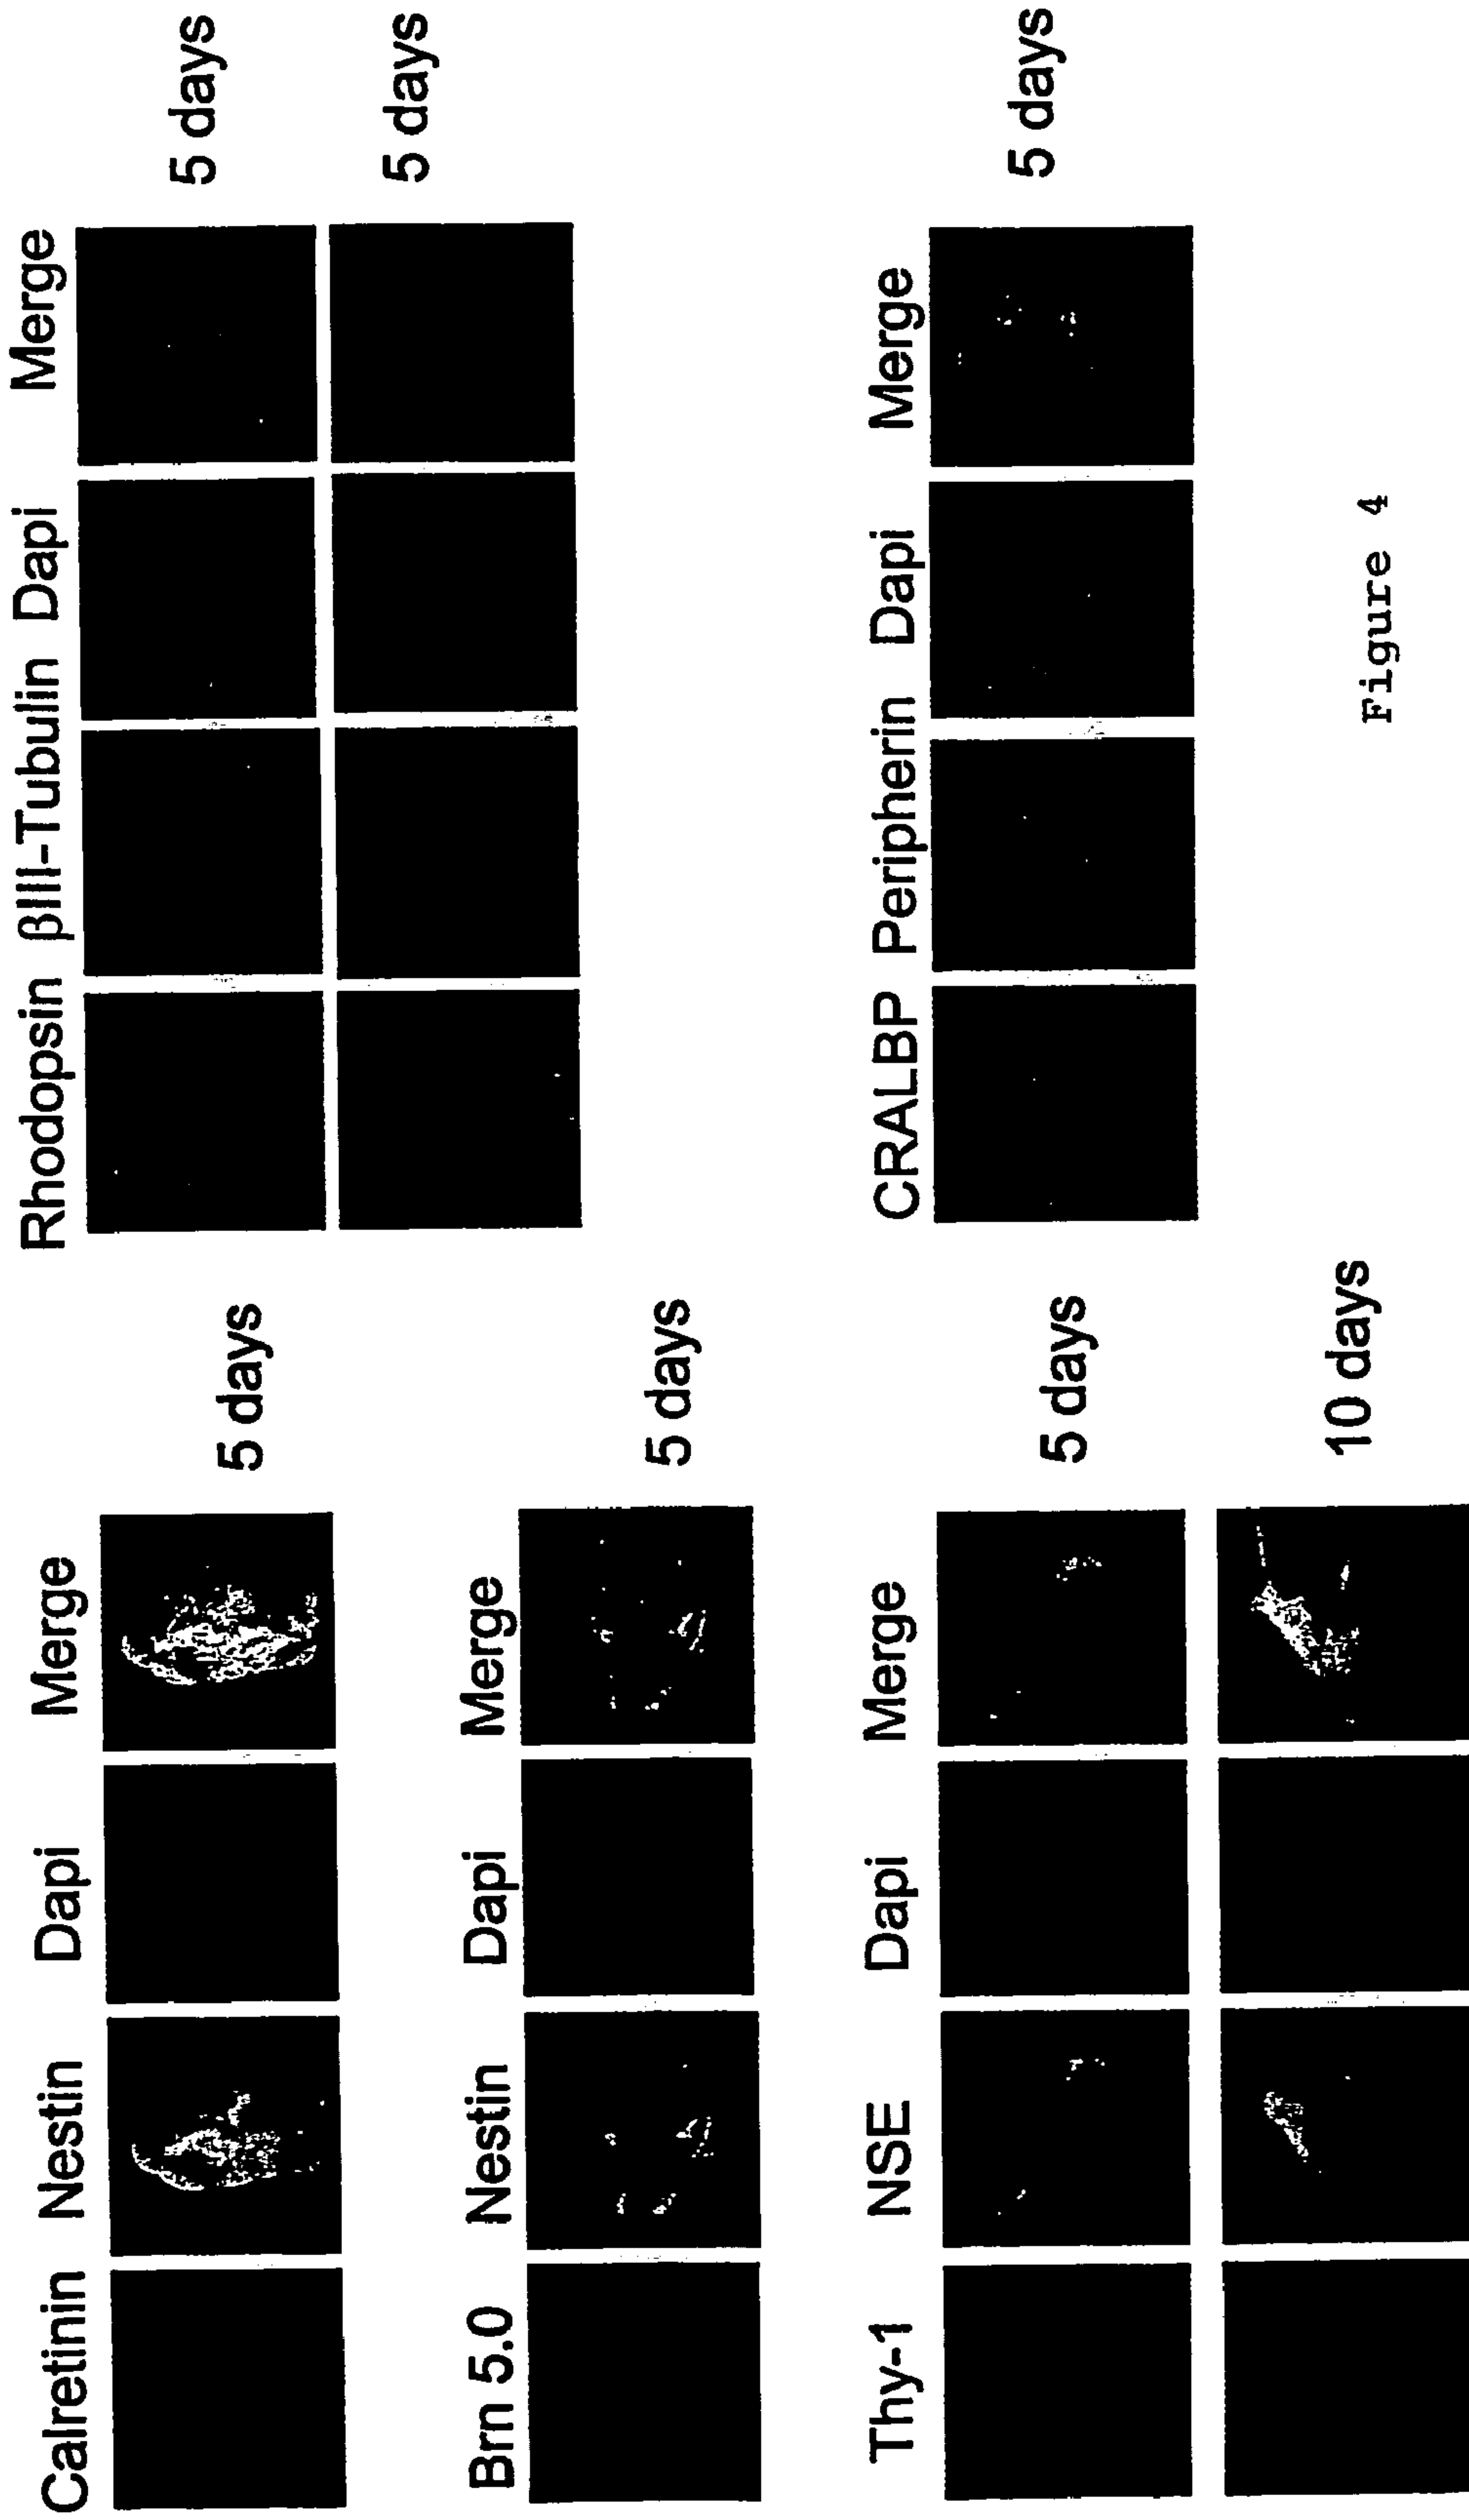 Calretinin Nestin Dapi Merge
5 days
Brn 5.0 Nestin Dapi Merge
5 days
Thy-1 NSE Dapi Merge
5 days
10 days
Rhodopsin βIII-Tubulin Dapi Merge
5 days
5 days
CRALBP Peripherin Dapi Merge
5 days
Figure 4